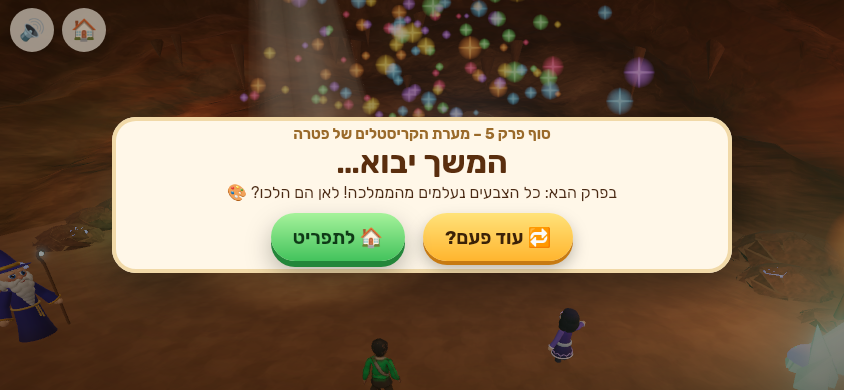 סוף פרק 5 – מערת הקריסטלים של פטרה
המשך יבוא...
בפרק הבא: כל הצבעים נעלמים מהממלכה! לאן הם הלכו? 🎨
🔁 עוד פעם?
🏠 לתפריט